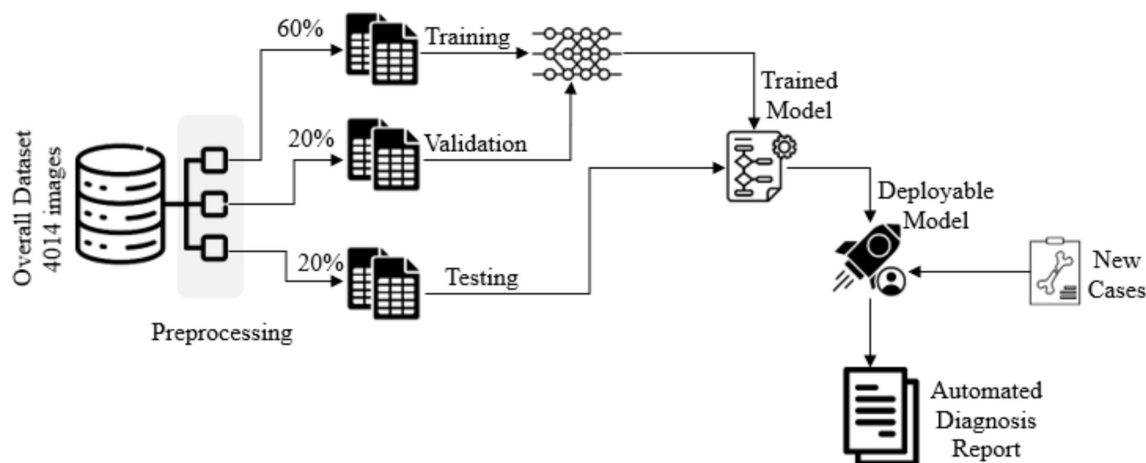 60%
Training
Trained
Model
20%
Validation
Overall Dataset
4014 images
Deployable
Model
20%
Testing
New
Cases
Preprocessing
Automated
Diagnosis
Report